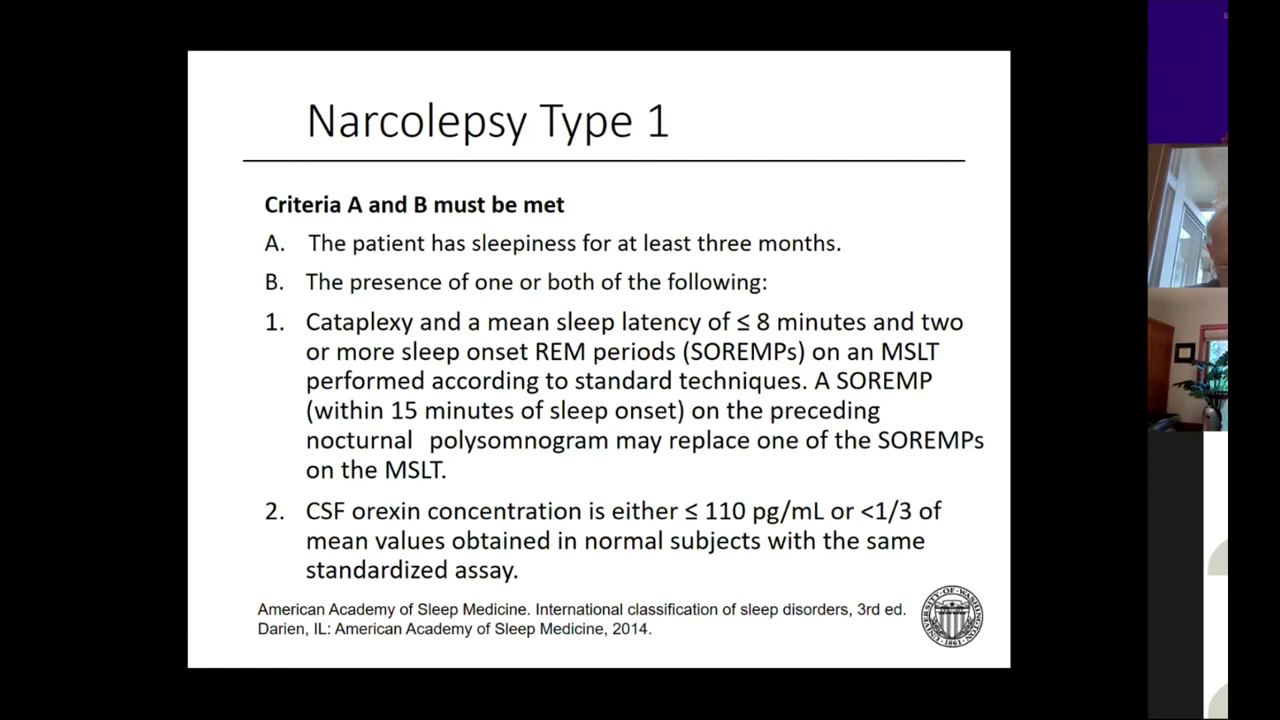 Narcolepsy Type 1
Criteria A and B must be met
A. The patient has sleepiness for at least three months.
B. The presence of one or both of the following:
1. Cataplexy and a mean sleep latency of ≤ 8 minutes and two
or more sleep onset REM periods (SOREMPs) on an MSLT
performed according to standard techniques. A SOREMP
(within 15 minutes of sleep onset) on the preceding
nocturnal polysomnogram may replace one of the SOREMPs
on the MSLT.
2. CSF orexin concentration is either ≤ 110 pg/mL or <1/3 of
mean values obtained in normal subjects with the same
standardized assay.
American Academy of Sleep Medicine. International classification of sleep disorders, 3rd ed.
Darien, IL: American Academy of Sleep Medicine, 2014.
UNIVERSITY OF WASHINGTON
1861